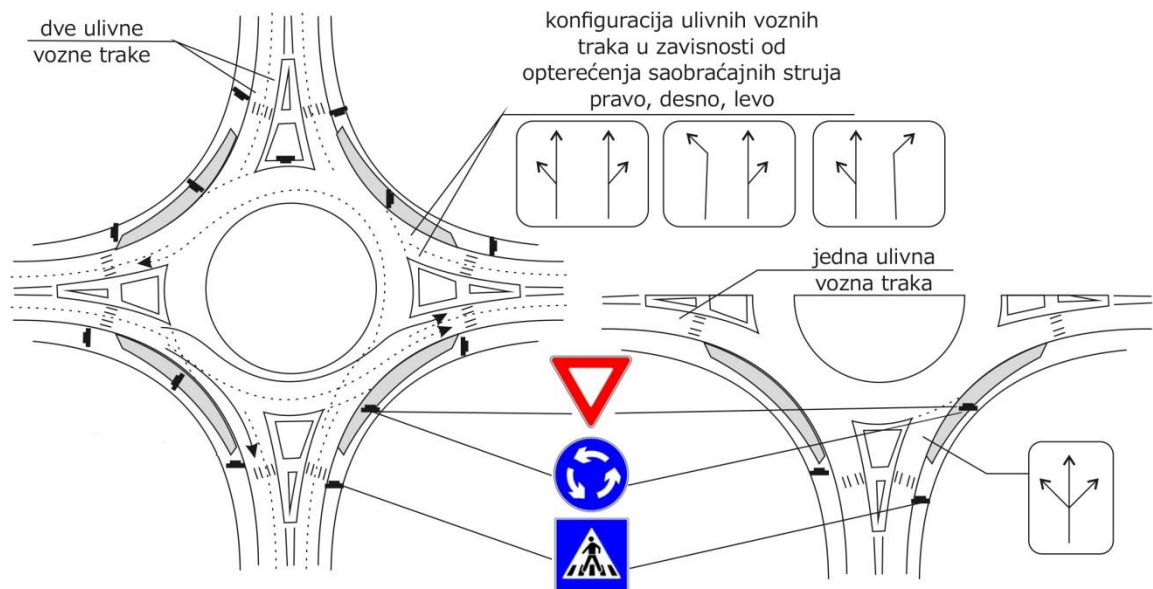 dve ulivne
vozne trake
konfiguracija ulivnih voznih
traka u zavisnosti od
opterećenja saobraćajnih struja
pravo, desno, levo
jedna ulivna
vozna traka